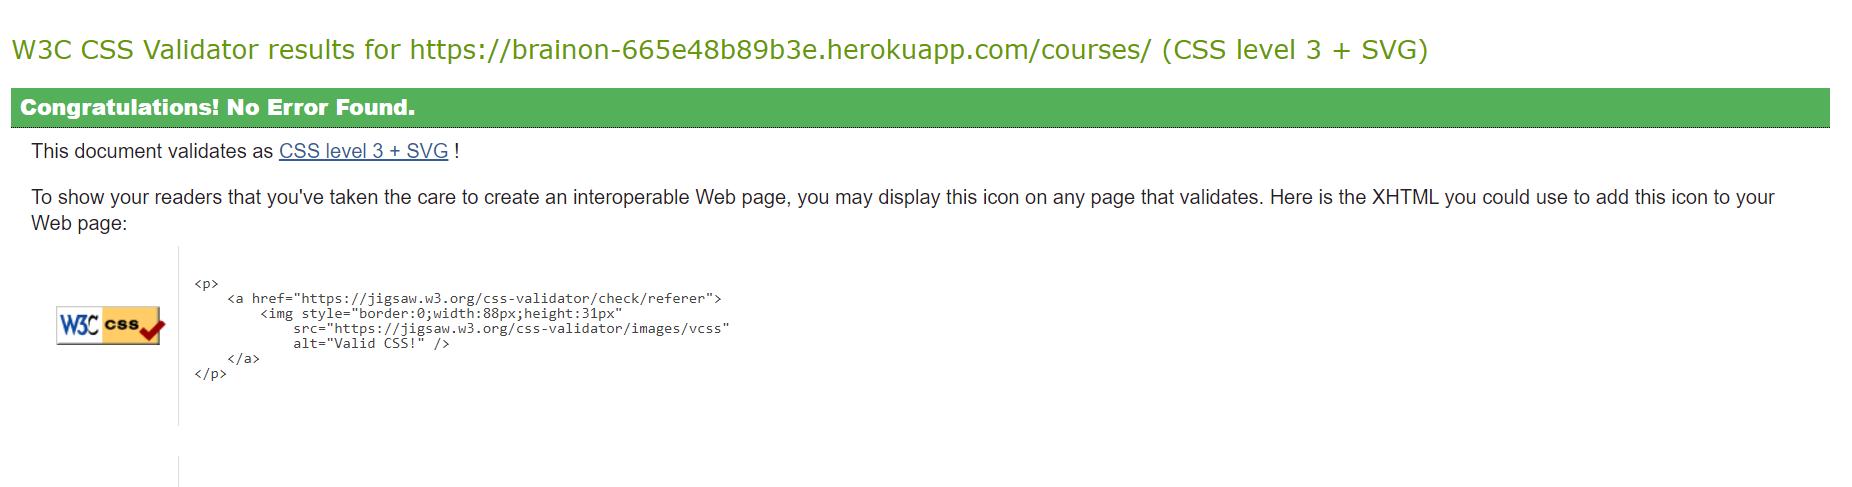 W3C CSS Validator results for https://brainon-665e48b89b3e.herokuapp.com/courses/ (CSS level 3 + SVG)
Congratulations! No Error Found.
This document validates as CSS level 3 + SVG !
To show your readers that you've taken the care to create an interoperable Web page, you may display this icon on any page that validates. Here is the XHTML you could use to add this icon to your
Web page:
<p>
<a href="https://jigsaw.w3.org/css-validator/check/referer">
<img style="border:0;width:88px;height:31px"
W3C css
src="https://jigsaw.w3.org/css-validator/images/vcss"
alt="Valid CSS!" />
</a>
</p>